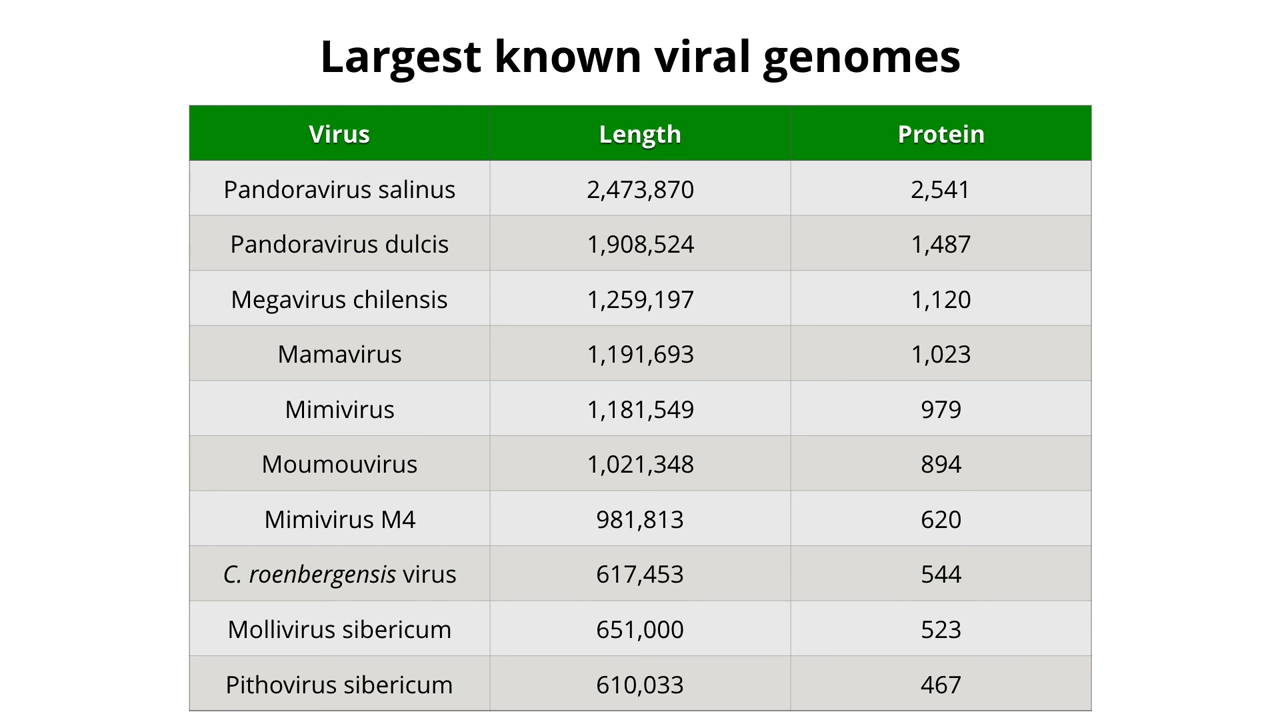 Largest known viral genomes
Virus Length Protein
Pandoravirus salinus 2,473,870 2,541
Pandoravirus dulcis 1,908,524 1,487
Megavirus chilensis 1,259,197 1,120
Mamavirus 1,191,693 1,023
Mimivirus 1,181,549 979
Moumouvirus 1,021,348 894
Mimivirus M4 981,813 620
C. roenbergensis virus 617,453 544
Mollivirus sibericum 651,000 523
Pithovirus sibericum 610,033 467